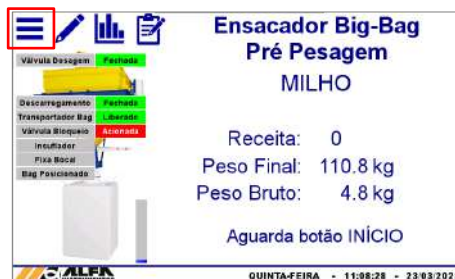 Ensacador Big-Bag
Pré Pesagem
MILHO
Válvula Dosagem Fechada
Descarregamento Fechada
Transportador Bag Liberado
Válvula Bloqueio Acionada
Insuflador
Fixa Bocal
Bag Posicionado
Receita: 0
Peso Final: 110.8 kg
Peso Bruto: 4.8 kg
Aguarda botão INÍCIO
ALFA
QUINTA-FEIRA - 11:08:28 - 23/03/202